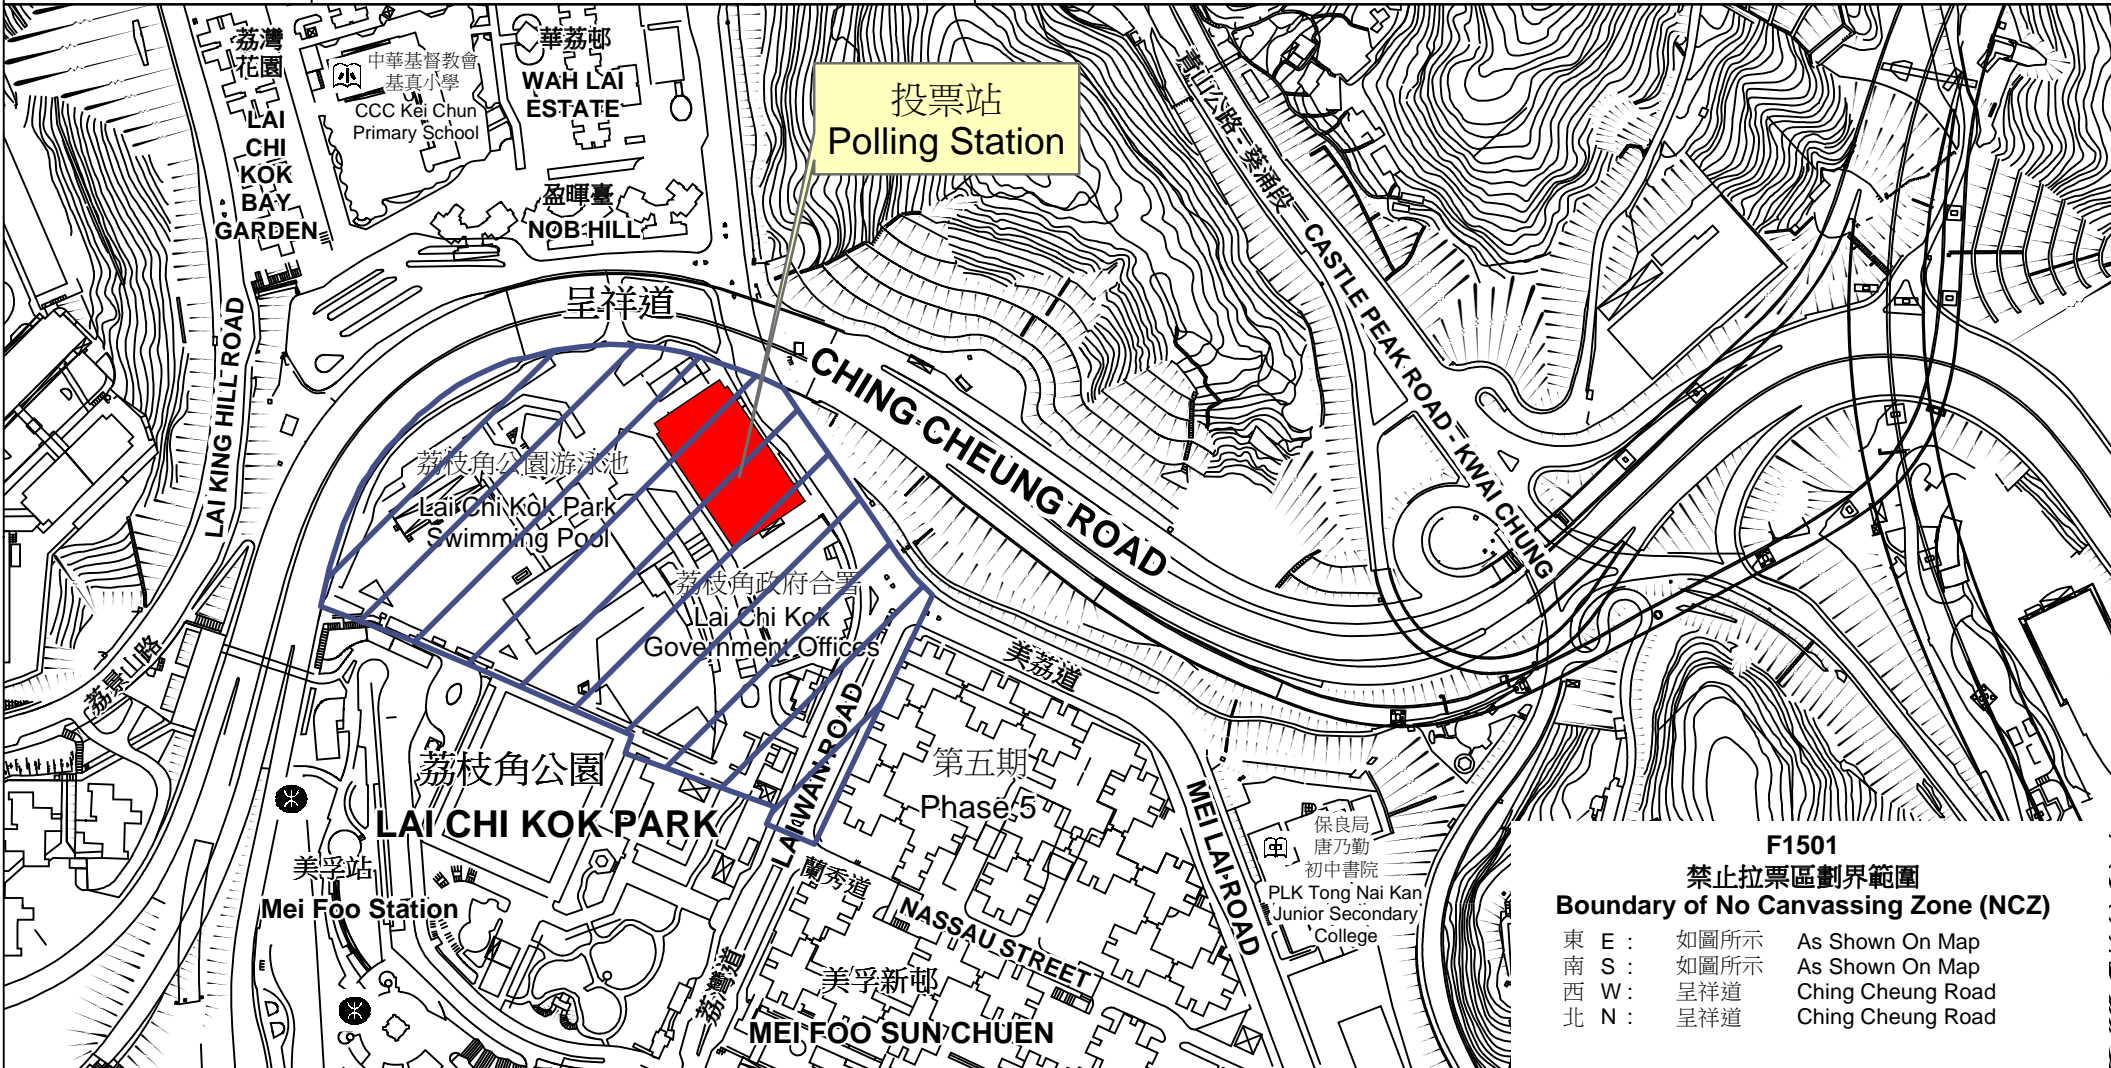 荔灣
花園
LAI
CHI
KOK
BAY
GARDEN
中華基督教會
基真小學
CCC Kei Chun
Primary School
華荔邨
WAH LAI
ESTATE
盈暉臺
NOB HILL
投票站
Polling Station
青山公路 - 葵涌段
CASTLE PEAK ROAD - KWAI CHUNG
呈祥道
CHING CHEUNG ROAD
LAI KING HILL ROAD
荔景山路
荔枝角公園游泳池
Lai Chi Kok Park
Swimming Pool
荔枝角政府合署
Lai Chi Kok
Government Offices
美荔道
MEI LAI ROAD
LAI WAN ROAD
荔灣道
第五期
Phase 5
荔枝角公園
LAI CHI KOK PARK
美孚站
Mei Foo Station
蘭秀道
NASSAU STREET
美孚新邨
MEI FOO SUN CHUEN
保良局
唐乃勤
初中書院
PLK Tong Nai Kan
Junior Secondary
College
F1501
禁止拉票區劃界範圍
Boundary of No Canvassing Zone (NCZ)
東 E : 如圖所示 As Shown On Map
南 S : 如圖所示 As Shown On Map
西 W : 呈祥道 Ching Cheung Road
北 N : 呈祥道 Ching Cheung Road